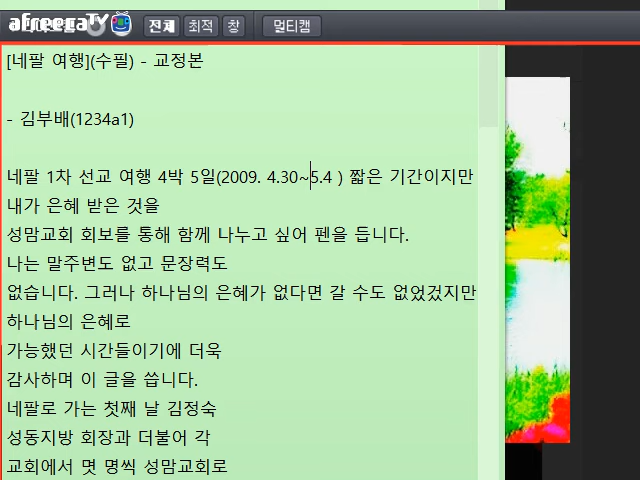 afreecaTV
전체 최적 창 멀티캠
[네팔 여행](수필) - 교정본
- 김부배(1234a1)
네팔 1차 선교 여행 4박 5일(2009. 4.30~5.4 ) 짧은 기간이지만
내가 은혜 받은 것을
성맘교회 회보를 통해 함께 나누고 싶어 펜을 듭니다.
나는 말주변도 없고 문장력도
없습니다. 그러나 하나님의 은혜가 없다면 갈 수도 없었겄지만
하나님의 은혜로
가능했던 시간들이기에 더욱
감사하며 이 글을 씁니다.
네팔로 가는 첫째 날 김정숙
성동지방 회장과 더불어 각
교회에서 몇 명씩 성맘교회로